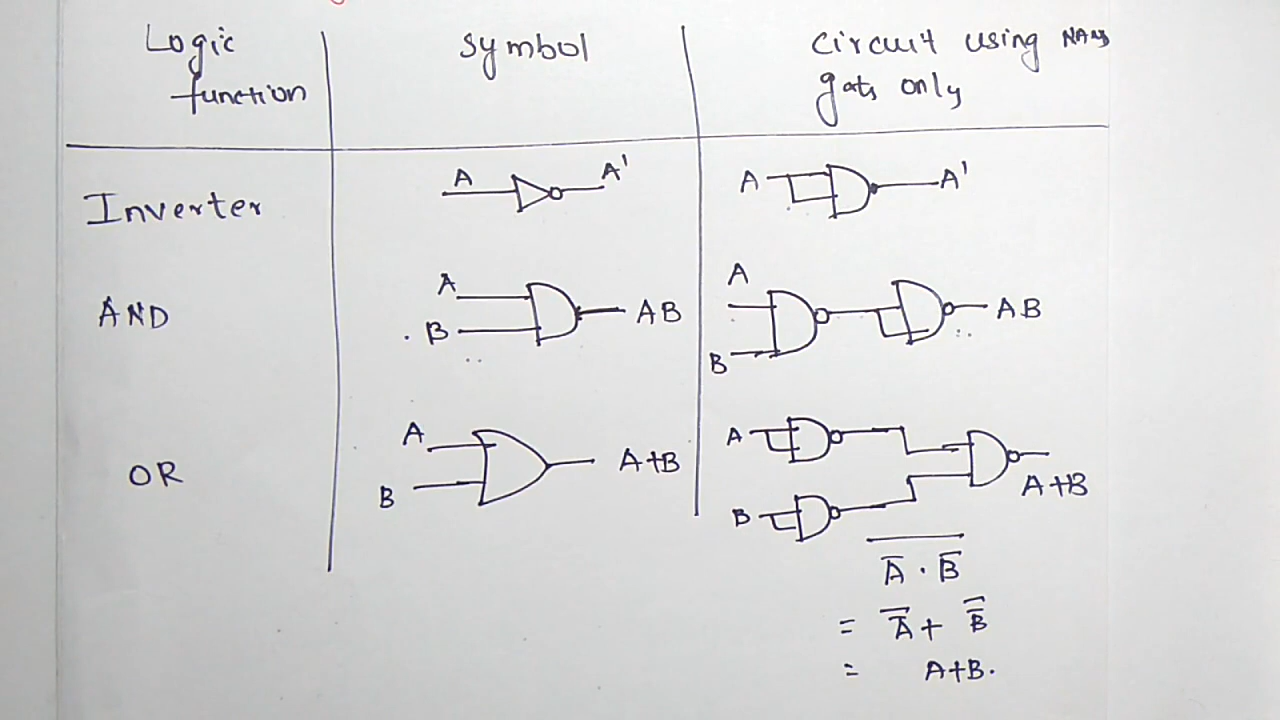 Logic function
Symbol
Circuit using NAND gats only
Inverter
A A'
A A'
AND
A
B
AB
A
B
AB
OR
A
B
A+B
A
B
A+B
A̅ · B̅
= A̅ + B̿
= A+B.